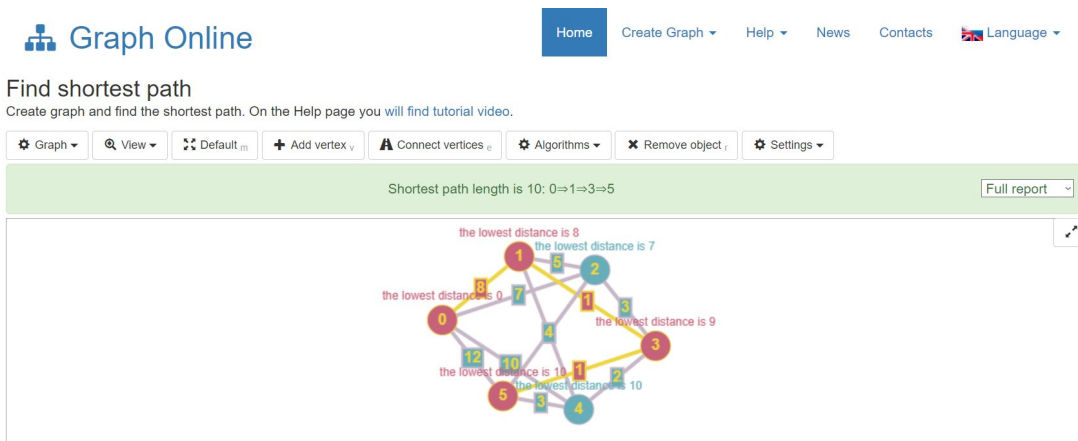 Graph Online
Home Create Graph Help News Contacts Language
Find shortest path
Create graph and find the shortest path. On the Help page you will find tutorial video.
Graph View Default m Add vertex v Connect vertices e Algorithms Remove object r Settings
Shortest path length is 10: 0⇒1⇒3⇒5
Full report
the lowest distance is 8
the lowest distance is 7
1 5 2
the lowest distance is 0
8 7 1 3
0
the lowest distance is 9
4
3
12 10
the lowest distance is 10
1 2
the lowest distance is 10
5 3 4